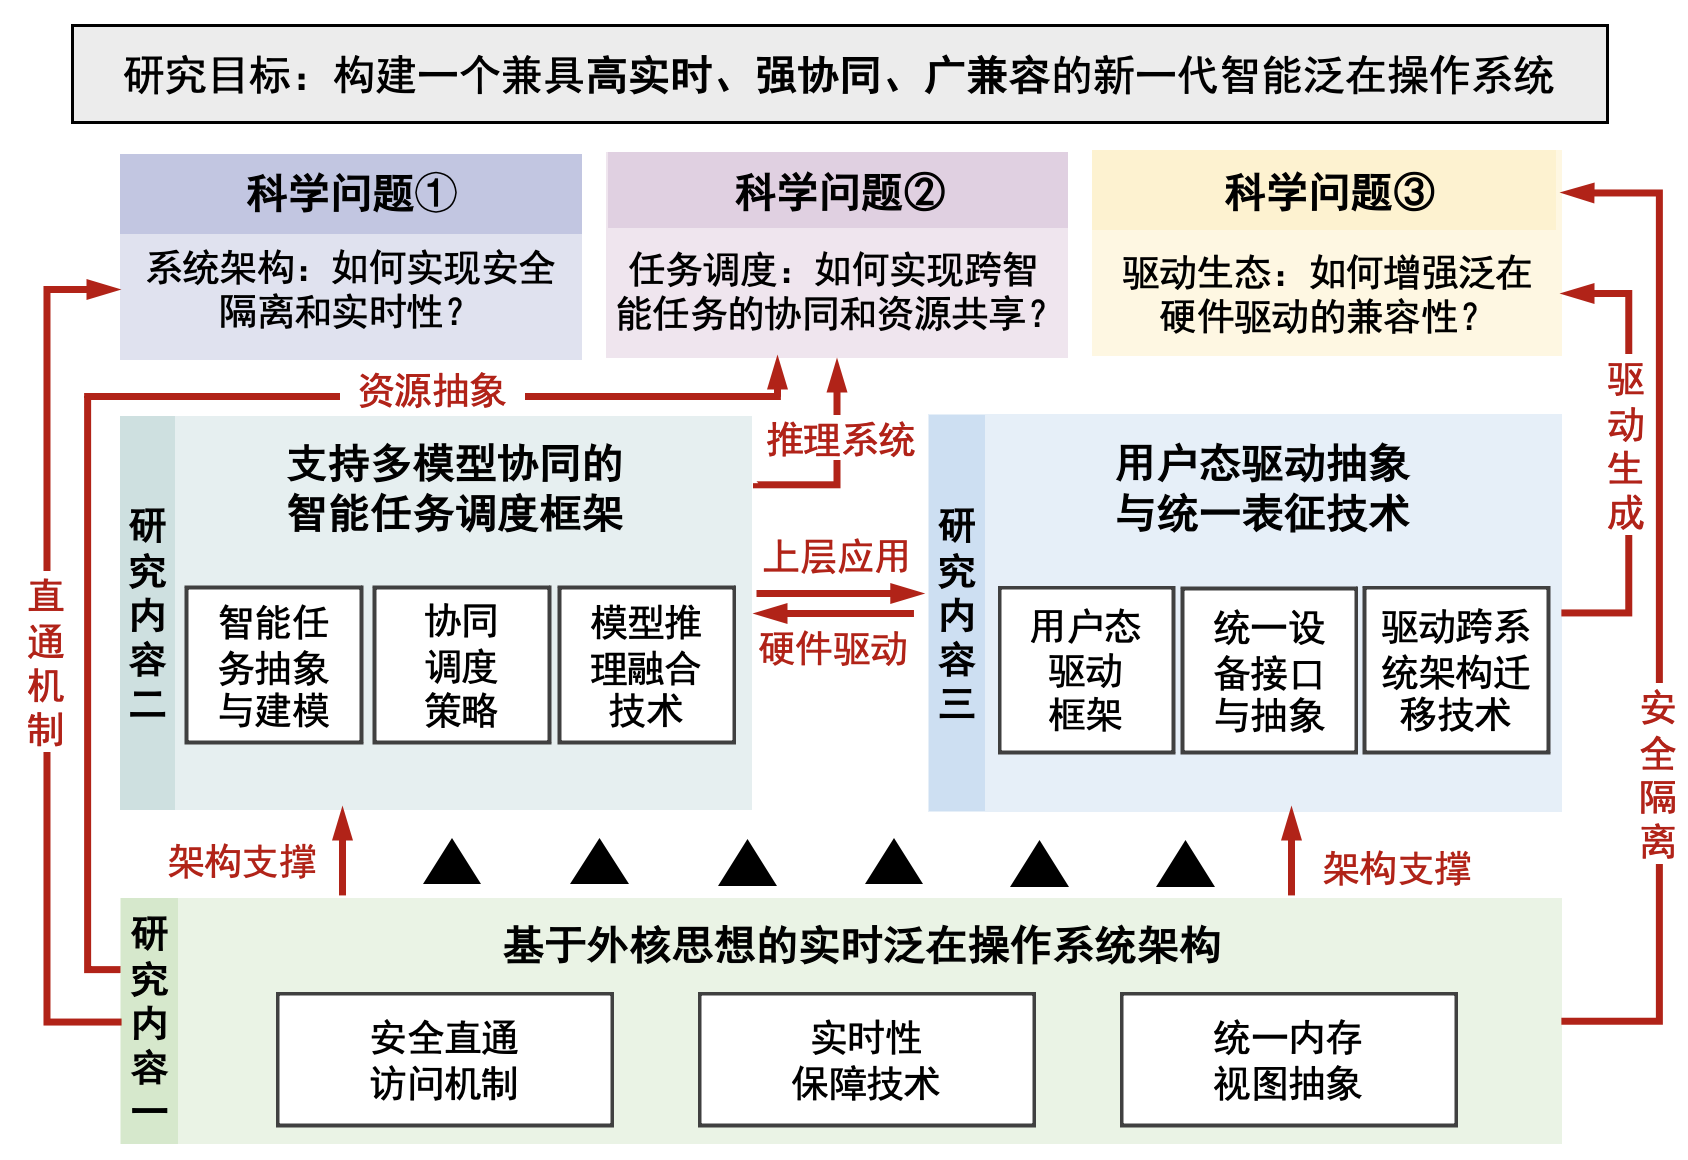 研究目标：构建一个兼具高实时、强协同、广兼容的新一代智能泛在操作系统
科学问题①
系统架构：如何实现安全
隔离和实时性？
科学问题②
任务调度：如何实现跨智
能任务的协同和资源共享？
科学问题③
驱动生态：如何增强泛在
硬件驱动的兼容性？
资源抽象
推理系统
驱动生成
直通机制
安全隔离
研究内容二
支持多模型协同的
智能任务调度框架
智能任
务抽象
与建模
协同
调度
策略
模型推
理融合
技术
上层应用
硬件驱动
研究内容三
用户态驱动抽象
与统一表征技术
用户态
驱动
框架
统一设
备接口
与抽象
驱动跨系
统架构迁
移技术
架构支撑
架构支撑
研究内容一
基于外核思想的实时泛在操作系统架构
安全直通
访问机制
实时性
保障技术
统一内存
视图抽象